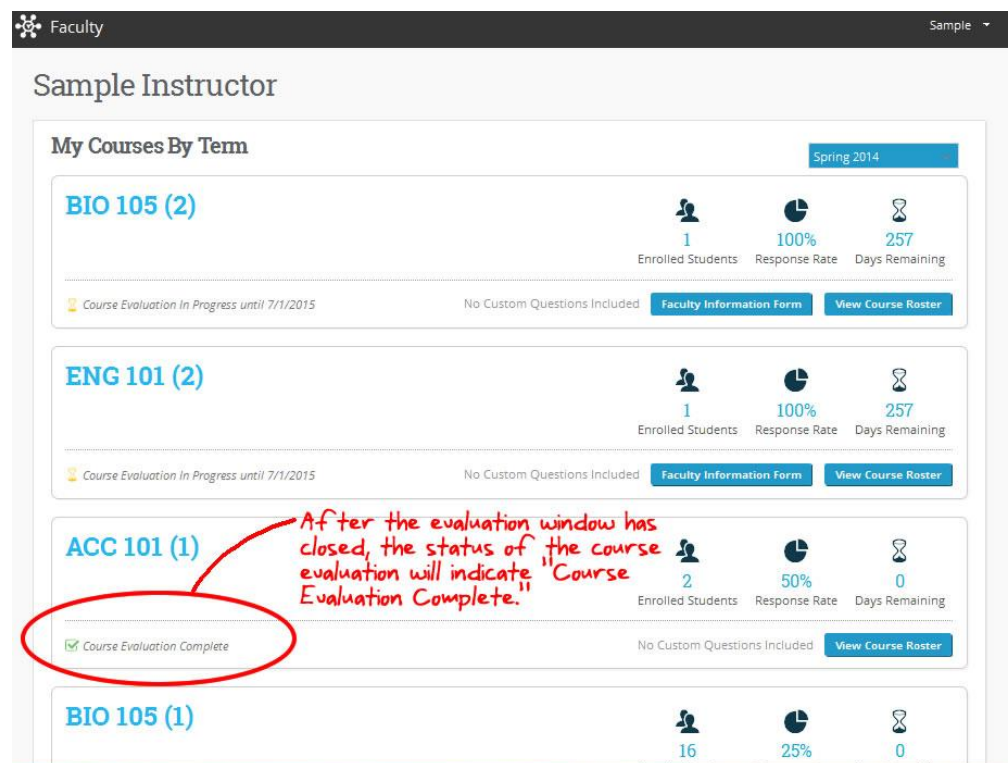 Faculty
Sample
Sample Instructor
My Courses By Term
Spring 2014
BIO 105 (2)
1
100%
257
Enrolled Students
Response Rate
Days Remaining
Course Evaluation In Progress until 7/1/2015
No Custom Questions Included
Faculty Information Form
View Course Roster
ENG 101 (2)
1
100%
257
Enrolled Students
Response Rate
Days Remaining
Course Evaluation In Progress until 7/1/2015
No Custom Questions Included
Faculty Information Form
View Course Roster
After the evaluation window has
closed, the status of the course
evaluation will indicate "Course
Evaluation Complete."
ACC 101 (1)
2
50%
0
Enrolled Students
Response Rate
Days Remaining
Course Evaluation Complete
No Custom Questions Included
View Course Roster
BIO 105 (1)
16
25%
0